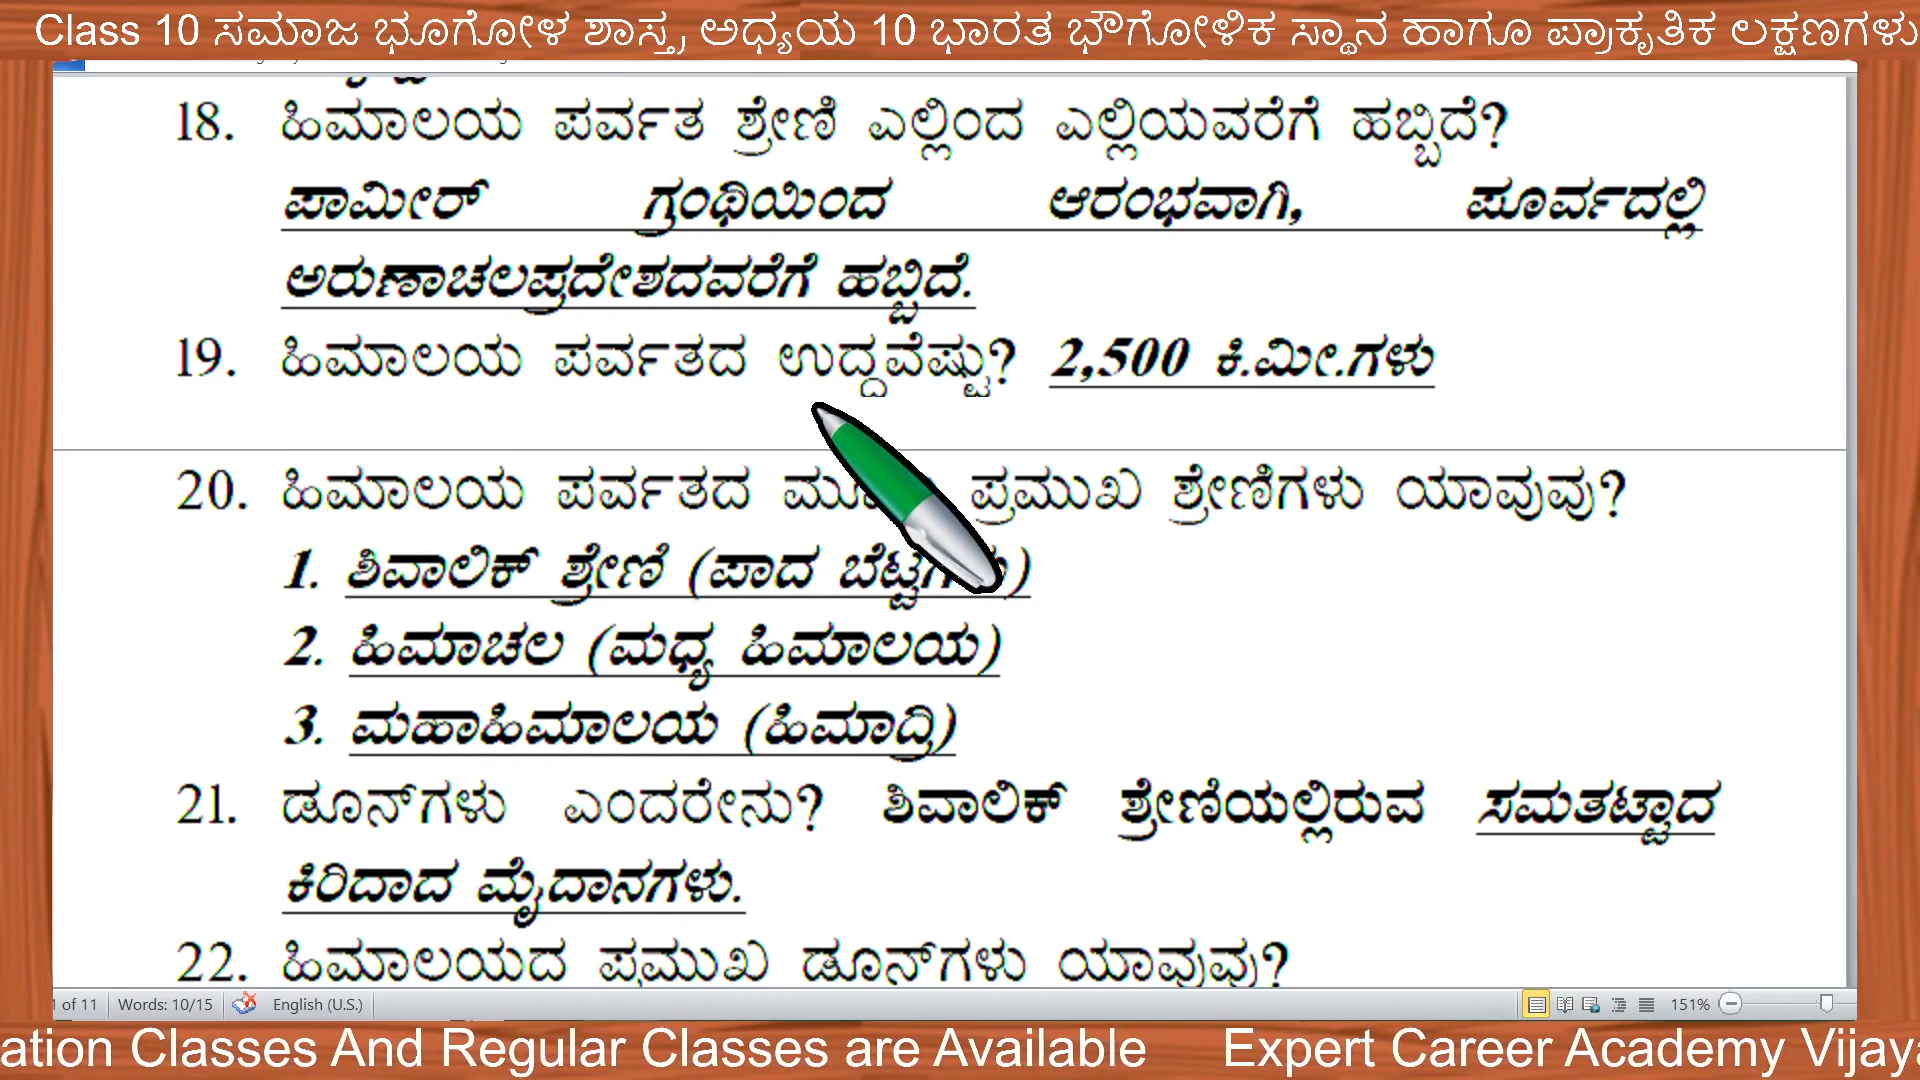 Class 10 ಸಮಾಜ ಭೂಗೋಳ ಶಾಸ್ತ್ರ ಅಧ್ಯಯ 10 ಭಾರತ ಭೌಗೋಳಿಕ ಸ್ಥಾನ ಹಾಗೂ ಪ್ರಾಕೃತಿಕ ಲಕ್ಷಣಗಳು
18. ಹಿಮಾಲಯ ಪರ್ವತ ಶ್ರೇಣಿ ಎಲ್ಲಿಂದ ಎಲ್ಲಿಯವರೆಗೆ ಹಬ್ಬಿದೆ?
ಪಾಮೀರ್ ಗ್ರಂಥಿಯಿಂದ ಆರಂಭವಾಗಿ, ಪೂರ್ವದಲ್ಲಿ
ಅರುಣಾಚಲಪ್ರದೇಶದವರೆಗೆ ಹಬ್ಬಿದೆ.
19. ಹಿಮಾಲಯ ಪರ್ವತದ ಉದ್ದವೆಷ್ಟು? 2,500 ಕಿ.ಮೀ.ಗಳು
20. ಹಿಮಾಲಯ ಪರ್ವತದ ಪ್ರಮುಖ ಶ್ರೇಣಿಗಳು ಯಾವುವು?
1. ಶಿವಾಲಿಕ್ ಶ್ರೇಣಿ (ಪಾದ ಬೆಟ್ಟಗಳು)
2. ಹಿಮಾಚಲ (ಮಧ್ಯ ಹಿಮಾಲಯ)
3. ಮಹಾಹಿಮಾಲಯ (ಹಿಮಾದ್ರಿ)
21. ಡೂನ್‌ಗಳು ಎಂದರೇನು? ಶಿವಾಲಿಕ್ ಶ್ರೇಣಿಯಲ್ಲಿರುವ ಸಮತಟ್ಟಾದ
ಕಿರಿದಾದ ಮೈದಾನಗಳು.
22. ಹಿಮಾಲಯದ ಪ್ರಮುಖ ಡೂನ್‌ಗಳು ಯಾವುವು?
of 11 Words: 10/15 English (U.S.) 151%
ation Classes And Regular Classes are Available Expert Career Academy Vijaya